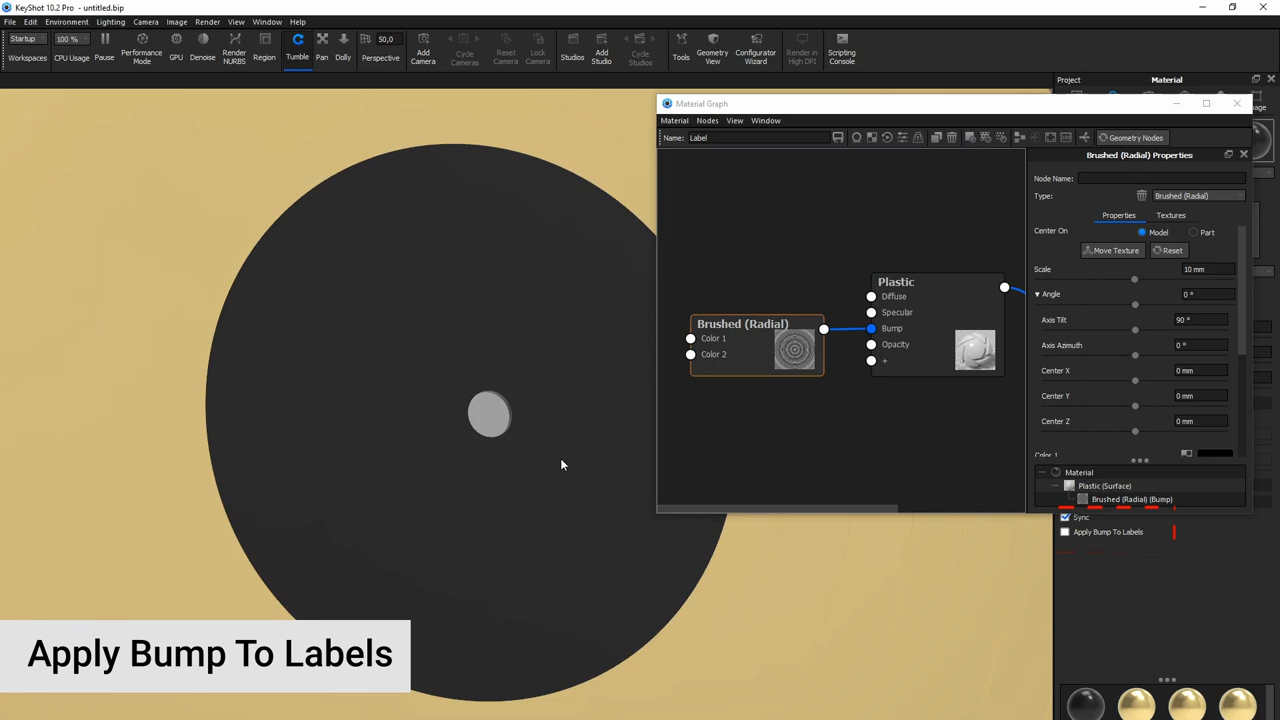 KeyShot 10.2 Pro - untitled.bip
File Edit Environment Lighting Camera Image Render View Window Help
Startup
100 %
50,0
Workspaces
CPU Usage
Pause
Performance Mode
GPU
Denoise
Render NURBS
Region
Tumble
Pan
Dolly
Perspective
Add Camera
Cycle Cameras
Reset Camera
Lock Camera
Studios
Add Studio
Cycle Studios
Tools
Geometry View
Configurator Wizard
Render in High DPI
Scripting Console
Project
Material
Material Graph
Material Nodes View Window
Name: Label
Geometry Nodes
Brushed (Radial) Properties
Node Name:
Type: Brushed (Radial)
Properties Textures
Center On Model Part
Move Texture Reset
Scale 10 mm
Angle 0 °
Axis Tilt 90 °
Axis Azimuth 0 °
Center X 0 mm
Center Y 0 mm
Center Z 0 mm
Color 1
Plastic
Diffuse
Specular
Bump
Opacity
+
Brushed (Radial)
Color 1
Color 2
Material
Plastic (Surface)
Brushed (Radial) (Bump)
Sync
Apply Bump To Labels
Apply Bump To Labels